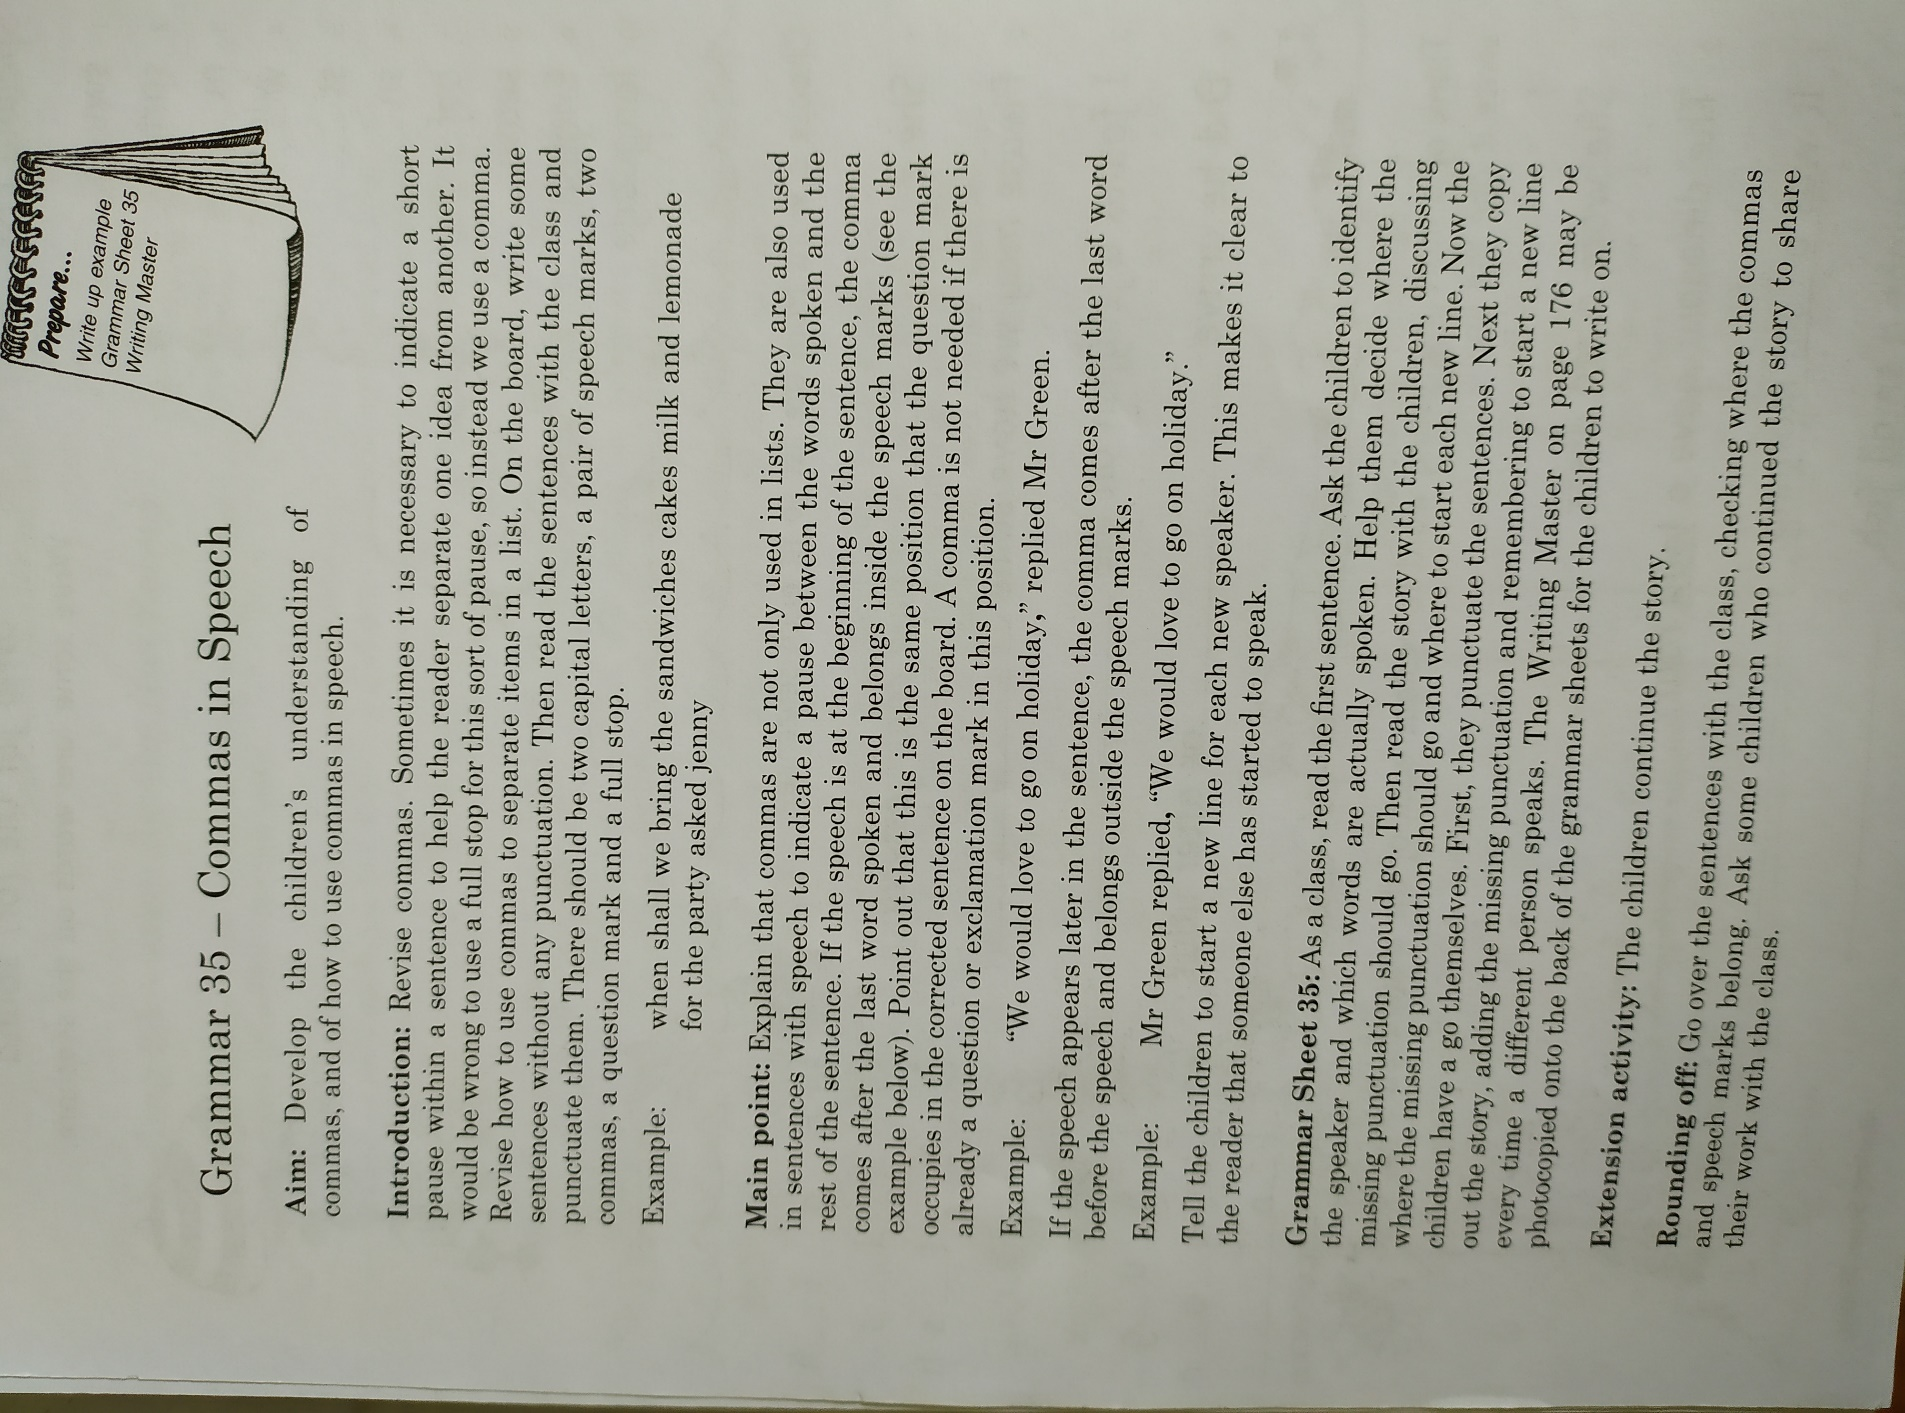 Prepare...
Write up example
Grammar Sheet 35
Writing Master
Grammar 35 – Commas in Speech
Aim: Develop the children’s understanding of
commas, and of how to use commas in speech.
Introduction: Revise commas. Sometimes it is necessary to indicate a short
pause within a sentence to help the reader separate one idea from another. It
would be wrong to use a full stop for this sort of pause, so instead we use a comma.
Revise how to use commas to separate items in a list. On the board, write some
sentences without any punctuation. Then read the sentences with the class and
punctuate them. There should be two capital letters, a pair of speech marks, two
commas, a question mark and a full stop.
Example: when shall we bring the sandwiches cakes milk and lemonade
for the party asked jenny
Main point: Explain that commas are not only used in lists. They are also used
in sentences with speech to indicate a pause between the words spoken and the
rest of the sentence. If the speech is at the beginning of the sentence, the comma
comes after the last word spoken and belongs inside the speech marks (see the
example below). Point out that this is the same position that the question mark
occupies in the corrected sentence on the board. A comma is not needed if there is
already a question or exclamation mark in this position.
Example: “We would love to go on holiday,” replied Mr Green.
If the speech appears later in the sentence, the comma comes after the last word
before the speech and belongs outside the speech marks.
Example: Mr Green replied, “We would love to go on holiday.”
Tell the children to start a new line for each new speaker. This makes it clear to
the reader that someone else has started to speak.
Grammar Sheet 35: As a class, read the first sentence. Ask the children to identify
the speaker and which words are actually spoken. Help them decide where the
missing punctuation should go. Then read the story with the children, discussing
where the missing punctuation should go and where to start each new line. Now the
children have a go themselves. First, they punctuate the sentences. Next they copy
out the story, adding the missing punctuation and remembering to start a new line
every time a different person speaks. The Writing Master on page 176 may be
photocopied onto the back of the grammar sheets for the children to write on.
Extension activity: The children continue the story.
Rounding off: Go over the sentences with the class, checking where the commas
and speech marks belong. Ask some children who continued the story to share
their work with the class.